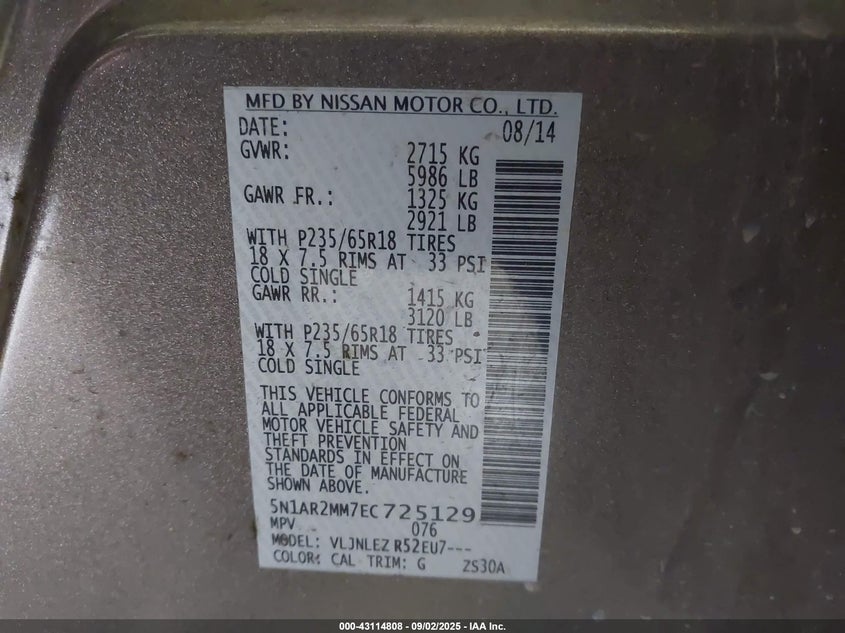 MFD BY NISSAN MOTOR CO., LTD.
DATE: 08/14
GVWR: 2715 KG
5986 LB
GAWR FR.: 1325 KG
2921 LB
WITH P235/65R18 TIRES
18 X 7.5 RIMS AT 33 PSI
COLD SINGLE
GAWR RR.: 1415 KG
3120 LB
WITH P235/65R18 TIRES
18 X 7.5 RIMS AT 33 PSI
COLD SINGLE
THIS VEHICLE CONFORMS TO
ALL APPLICABLE FEDERAL
MOTOR VEHICLE SAFETY AND
THEFT PREVENTION
STANDARDS IN EFFECT ON
THE DATE OF MANUFACTURE
SHOWN ABOVE.
5N1AR2MM7EC725129
MPV 076
MODEL: VLJNLEZ R52EU7---
COLOR: CAL TRIM: G ZS30A
000-43114808 - 09/02/2025 - IAA Inc.